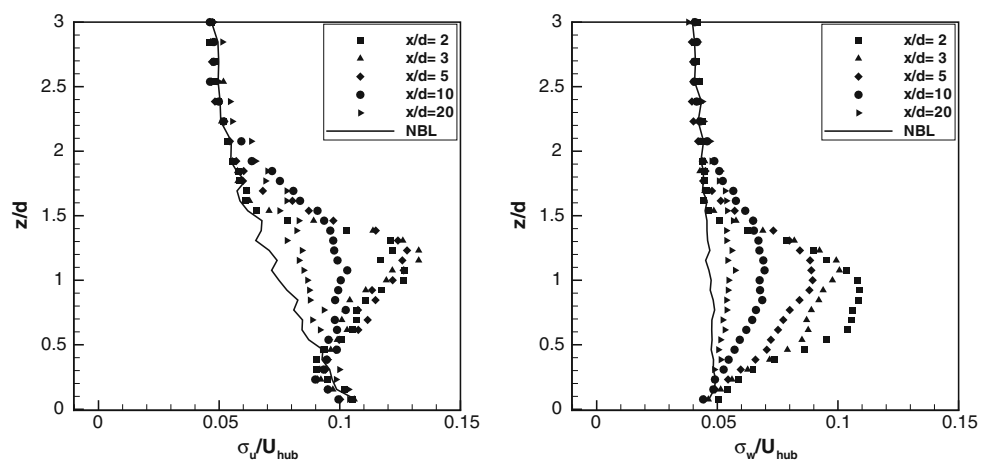 3
2.5
2
1.5
1
0.5
0
z/d
0
0.05
0.1
0.15
σu/Uhub
x/d= 2
x/d= 3
x/d= 5
x/d=10
x/d=20
NBL
3
2.5
2
1.5
1
0.5
0
z/d
0
0.05
0.1
0.15
σw/Uhub
x/d= 2
x/d= 3
x/d= 5
x/d=10
x/d=20
NBL